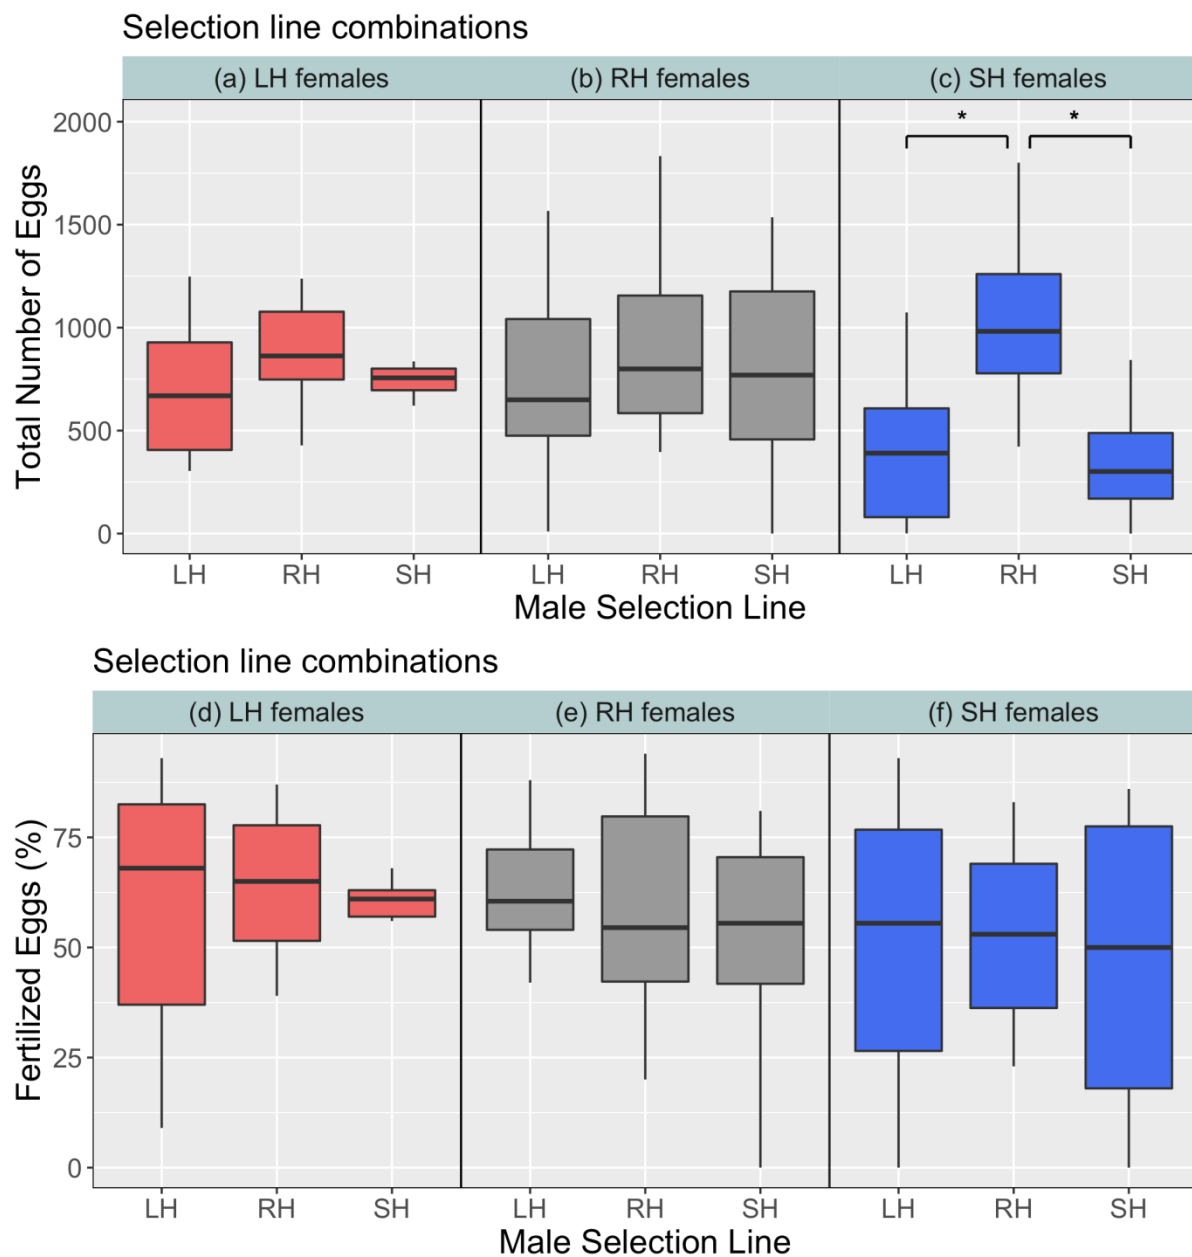 Selection line combinations
(a) LH females (b) RH females (c) SH females
Total Number of Eggs
2000
1500
1000
500
0
* *
LH RH SH LH RH SH LH RH SH
Male Selection Line
Selection line combinations
(d) LH females (e) RH females (f) SH females
Fertilized Eggs (%)
75
50
25
0
LH RH SH LH RH SH LH RH SH
Male Selection Line